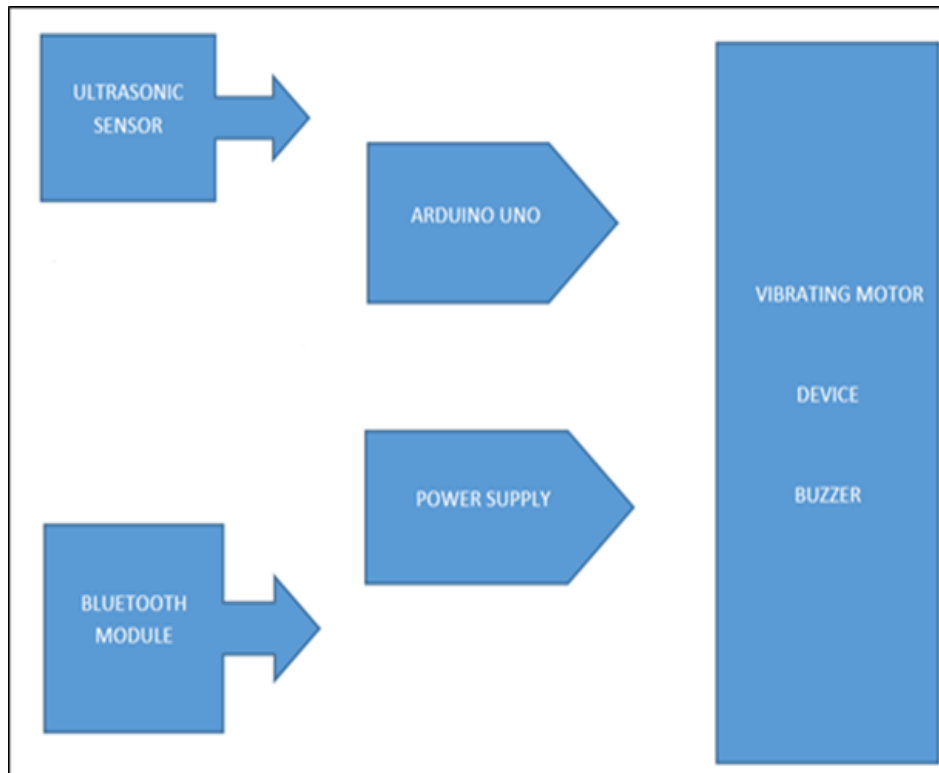 ULTRASONIC
SENSOR
ARDUINO UNO
VIBRATING MOTOR
DEVICE
BUZZER
POWER SUPPLY
BLUETOOTH
MODULE